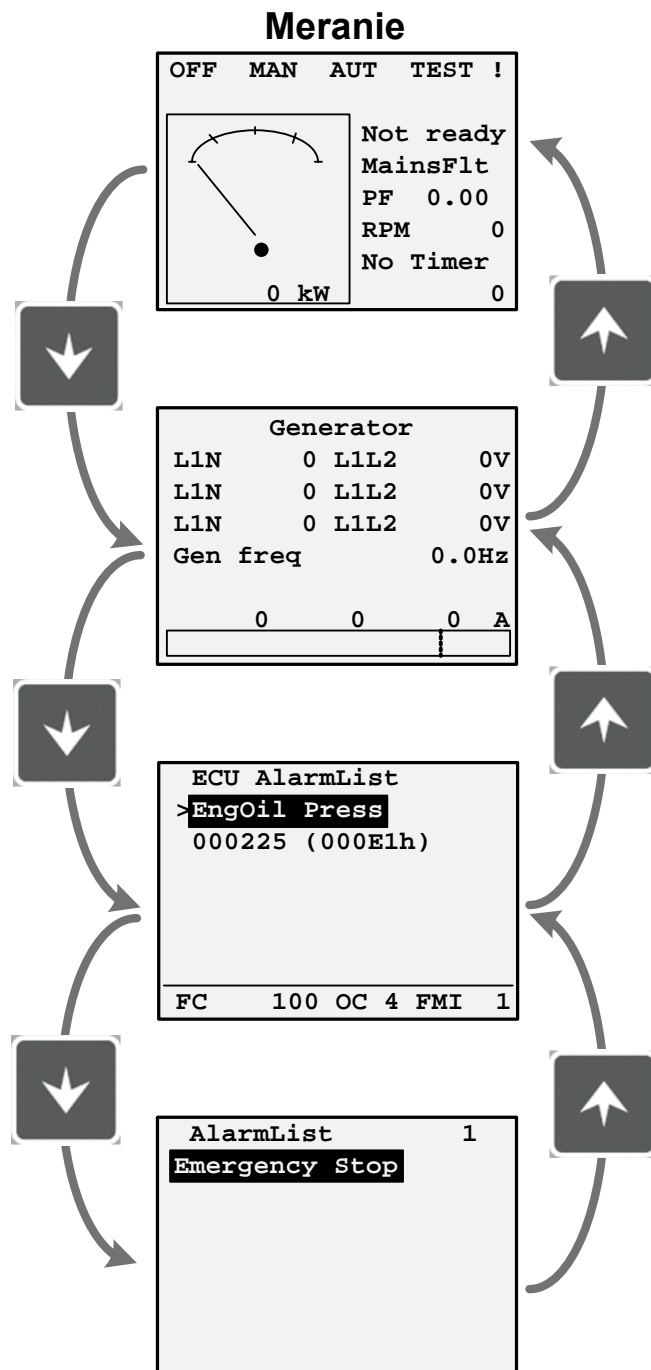 Meranie
OFF MAN AUT TEST !
Not ready
MainsFlt
PF 0.00
RPM 0
No Timer
0 kW 0
Generator
L1N 0 L1L2 0V
L1N 0 L1L2 0V
L1N 0 L1L2 0V
Gen freq 0.0Hz
0 0 0 A
ECU AlarmList
>EngOil Press
000225 (000E1h)
FC 100 OC 4 FMI 1
AlarmList 1
Emergency Stop